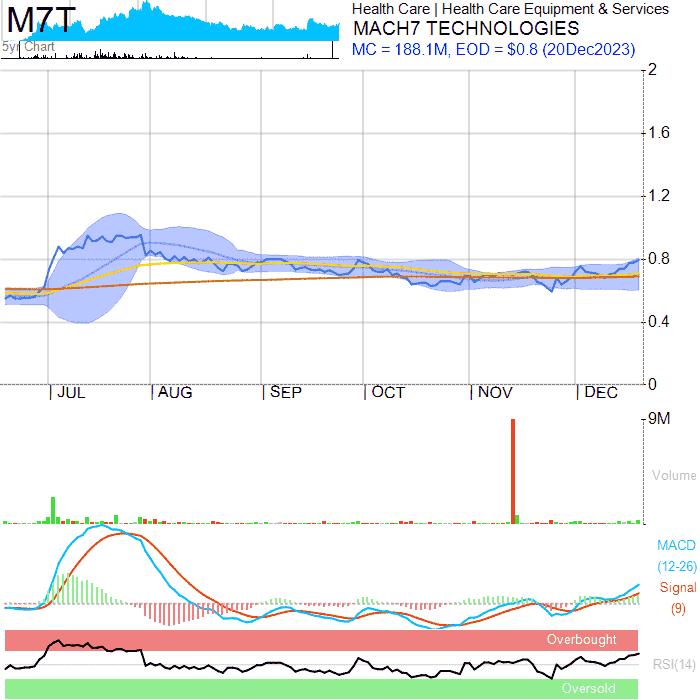 M7T
5yr Chart
Health Care | Health Care Equipment & Services
MACH7 TECHNOLOGIES
MC = 188.1M, EOD = $0.8 (20Dec2023)
2
1.6
1.2
0.8
0.4
0
| JUL | AUG | SEP | OCT | NOV | DEC
9M
Volume
MACD
(12-26)
Signal
(9)
Overbought
RSI(14)
Oversold